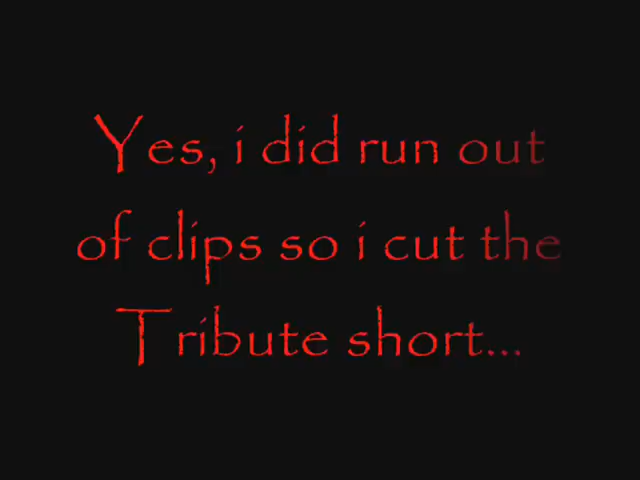 Yes, i did run out
of clips so i cut the
Tribute short...